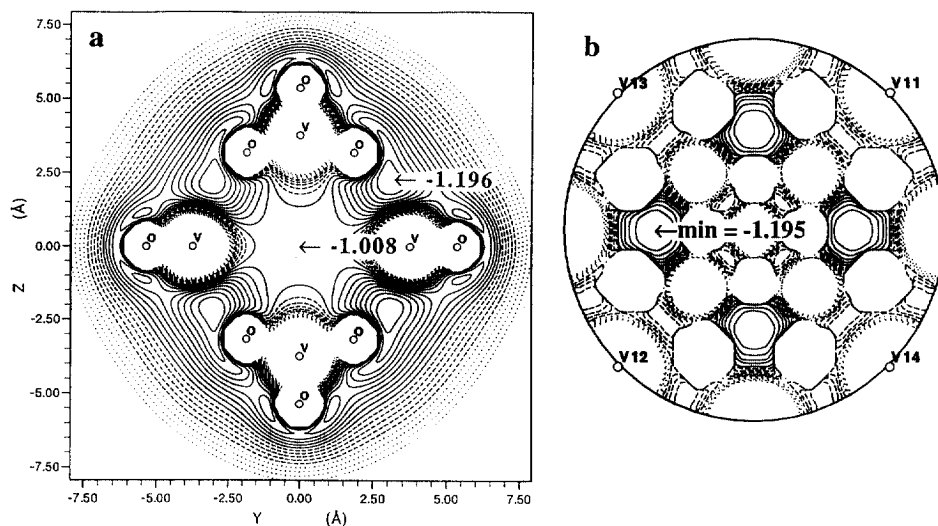 a
b
7.50
5.00
2.50
0.00
-2.50
-5.00
-7.50
Z (Å)
-7.50 -5.00 -2.50 0.00 2.50 5.00 7.50
Y (Å)
O
V
O O
← -1.196
O V ← -1.008 V O
O O
V
O
V13 V11
←min = -1.195
V12 V14